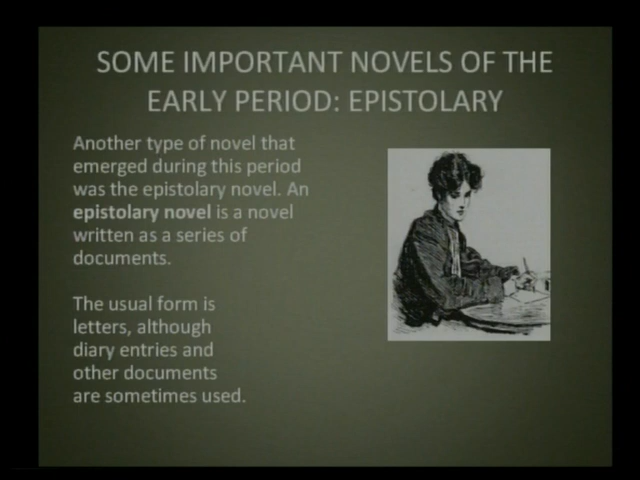 SOME IMPORTANT NOVELS OF THE
EARLY PERIOD: EPISTOLARY
Another type of novel that
emerged during this period
was the epistolary novel. An
epistolary novel is a novel
written as a series of
documents.
The usual form is
letters, although
diary entries and
other documents
are sometimes used.